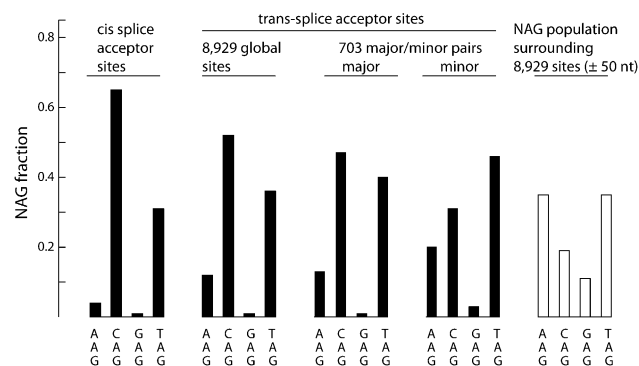 trans-splice acceptor sites
cis splice
acceptor
sites
8,929 global
sites
703 major/minor pairs
major minor
NAG population
surrounding
8,929 sites (± 50 nt)
NAG fraction
0.8
0.6
0.4
0.2
A C G T A C G T A C G T A C G T A C G T
A A A A A A A A A A A A A A A A A A A A
G G G G G G G G G G G G G G G G G G G G